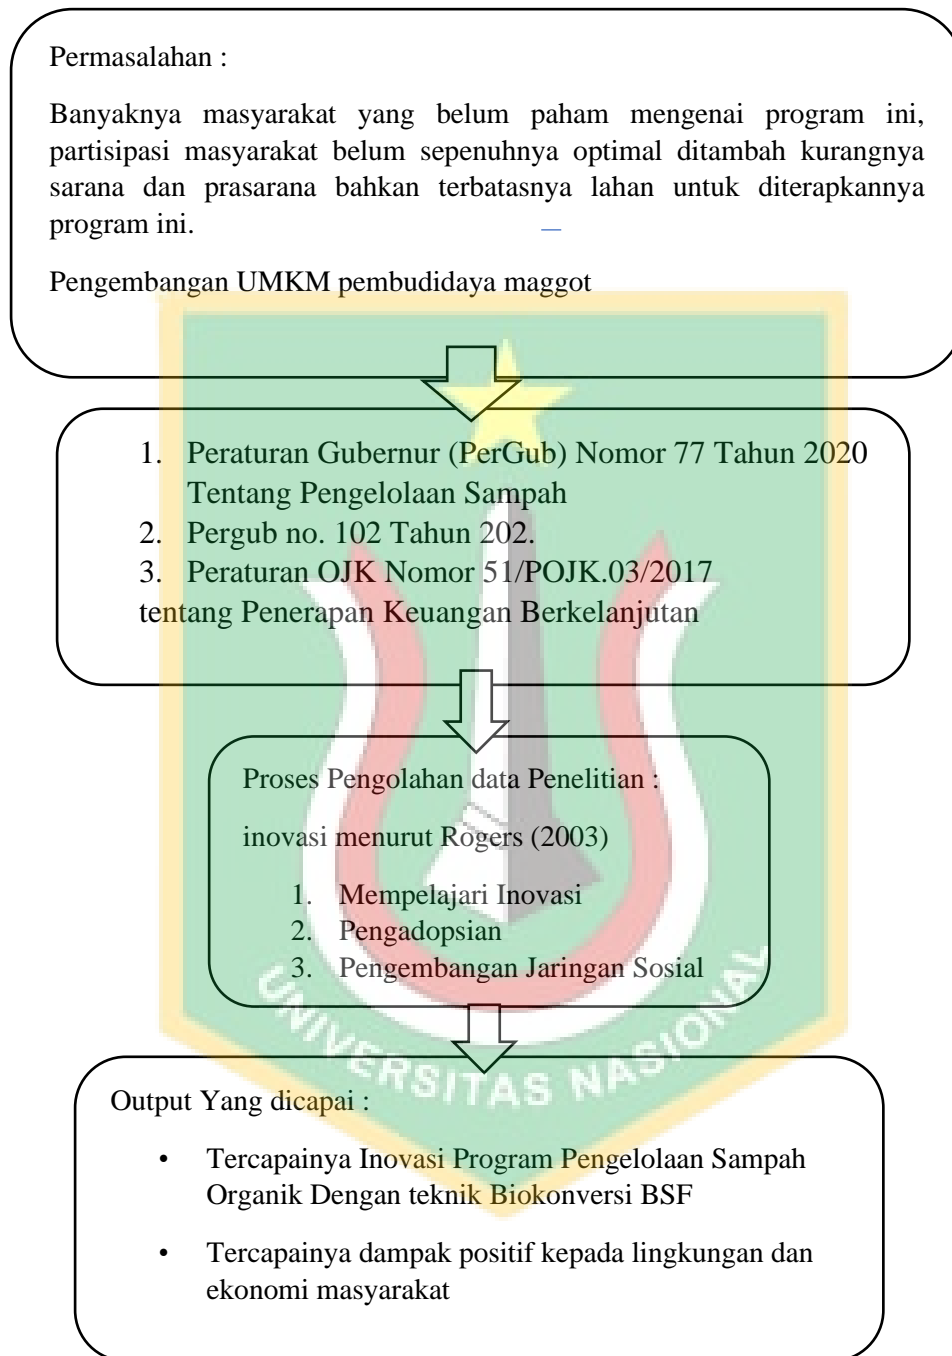 Permasalahan :
Banyaknya masyarakat yang belum paham mengenai program ini,
partisipasi masyarakat belum sepenuhnya optimal ditambah kurangnya
sarana dan prasarana bahkan terbatasnya lahan untuk diterapkannya
program ini.
Pengembangan UMKM pembudidaya maggot
1. Peraturan Gubernur (PerGub) Nomor 77 Tahun 2020
Tentang Pengelolaan Sampah
2. Pergub no. 102 Tahun 202.
3. Peraturan OJK Nomor 51/POJK.03/2017
tentang Penerapan Keuangan Berkelanjutan
Proses Pengolahan data Penelitian :
inovasi menurut Rogers (2003)
1. Mempelajari Inovasi
2. Pengadopsian
3. Pengembangan Jaringan Sosial
UNIVERSITAS NASIONAL
Output Yang dicapai :
• Tercapainya Inovasi Program Pengelolaan Sampah
Organik Dengan teknik Biokonversi BSF
• Tercapainya dampak positif kepada lingkungan dan
ekonomi masyarakat